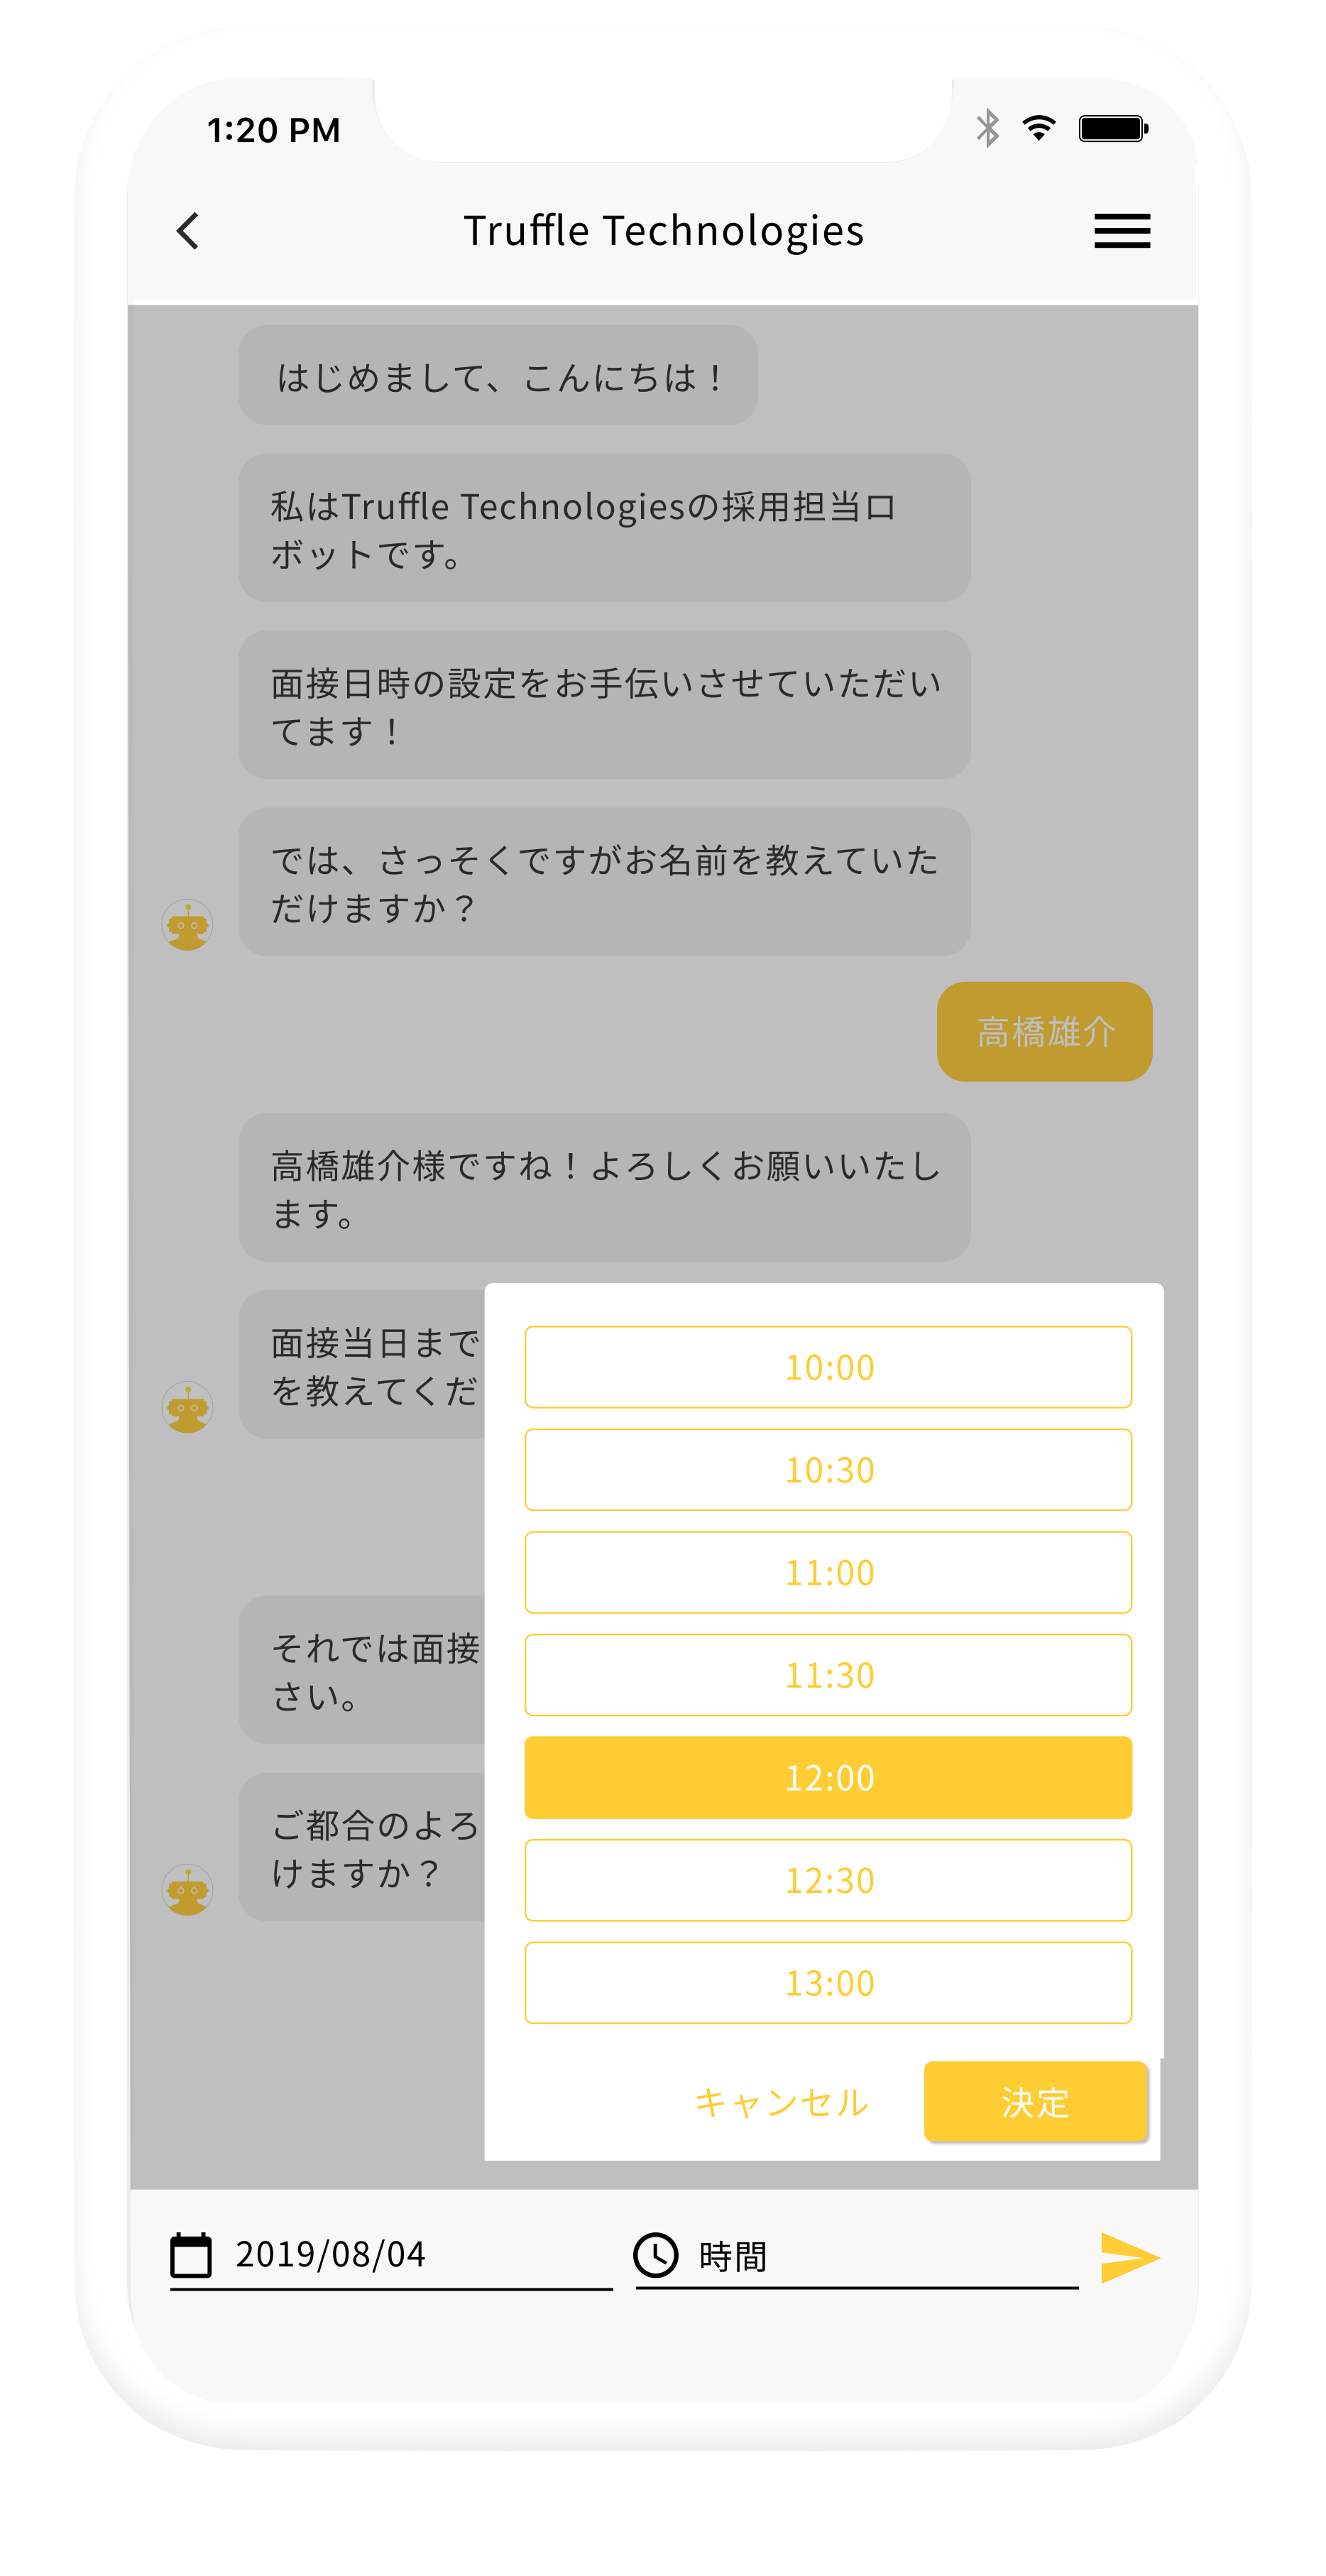 1:20 PM
Truffle Technologies
はじめまして、こんにちは！
私はTruffle Technologiesの採用担当ロ
ボットです。
面接日時の設定をお手伝いさせていただい
てます！
では、さっそくですがお名前を教えていた
だけますか？
高橋雄介
高橋雄介様ですね！よろしくお願いいたし
ます。
面接当日まで
を教えてくだ
それでは面接
さい。
ご都合のよろ
けますか？
10:00
10:30
11:00
11:30
12:00
12:30
13:00
キャンセル
決定
2019/08/04
時間